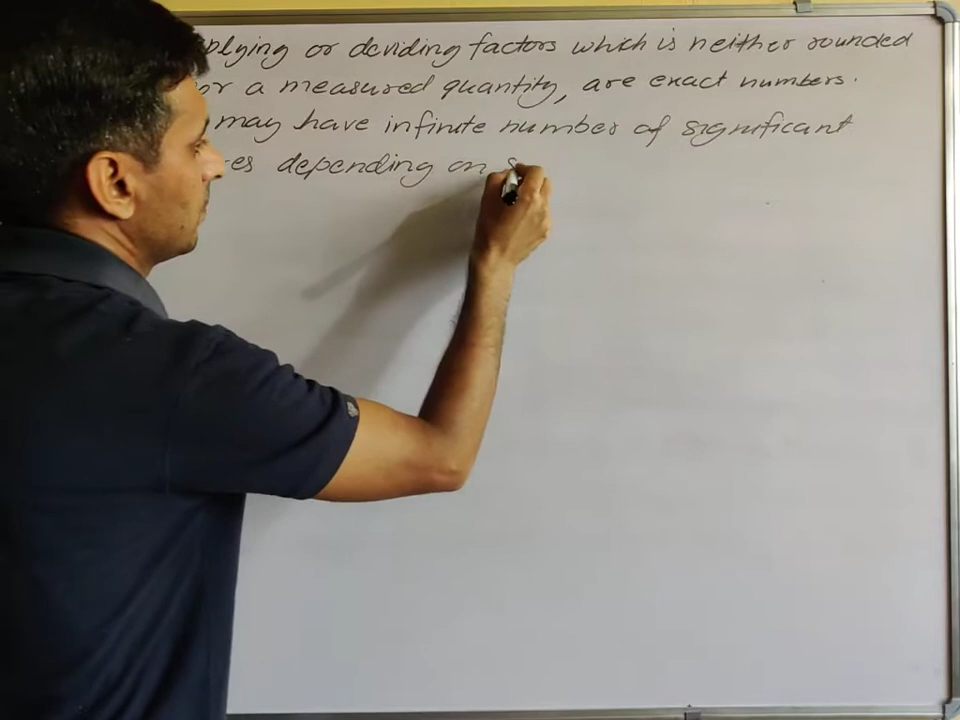 plying or deviding factors which is neither rounded
or a measured quantity, are exact numbers.
may have infinite number of significant
es depending on s